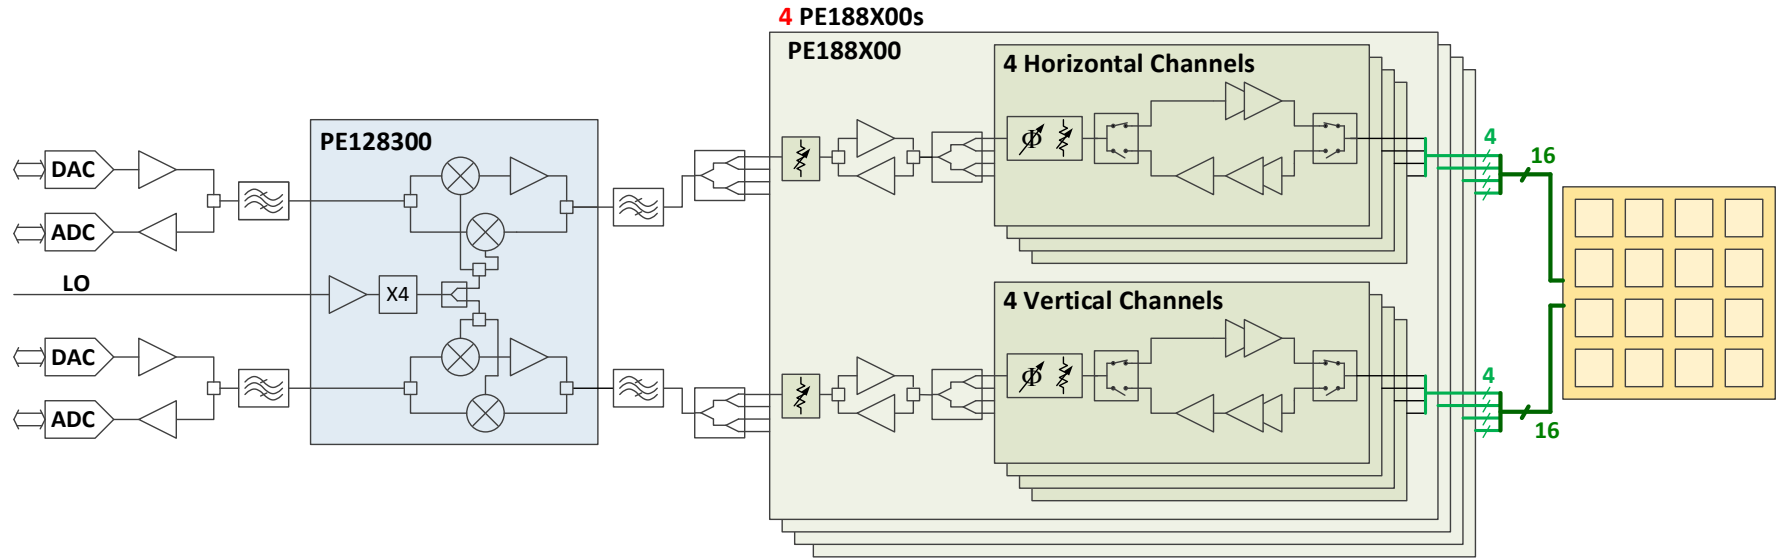 4 PE188X00s
PE188X00
4 Horizontal Channels
PE128300
Φ
4
16
DAC
ADC
LO
X4
4 Vertical Channels
DAC
ADC
Φ
4
16